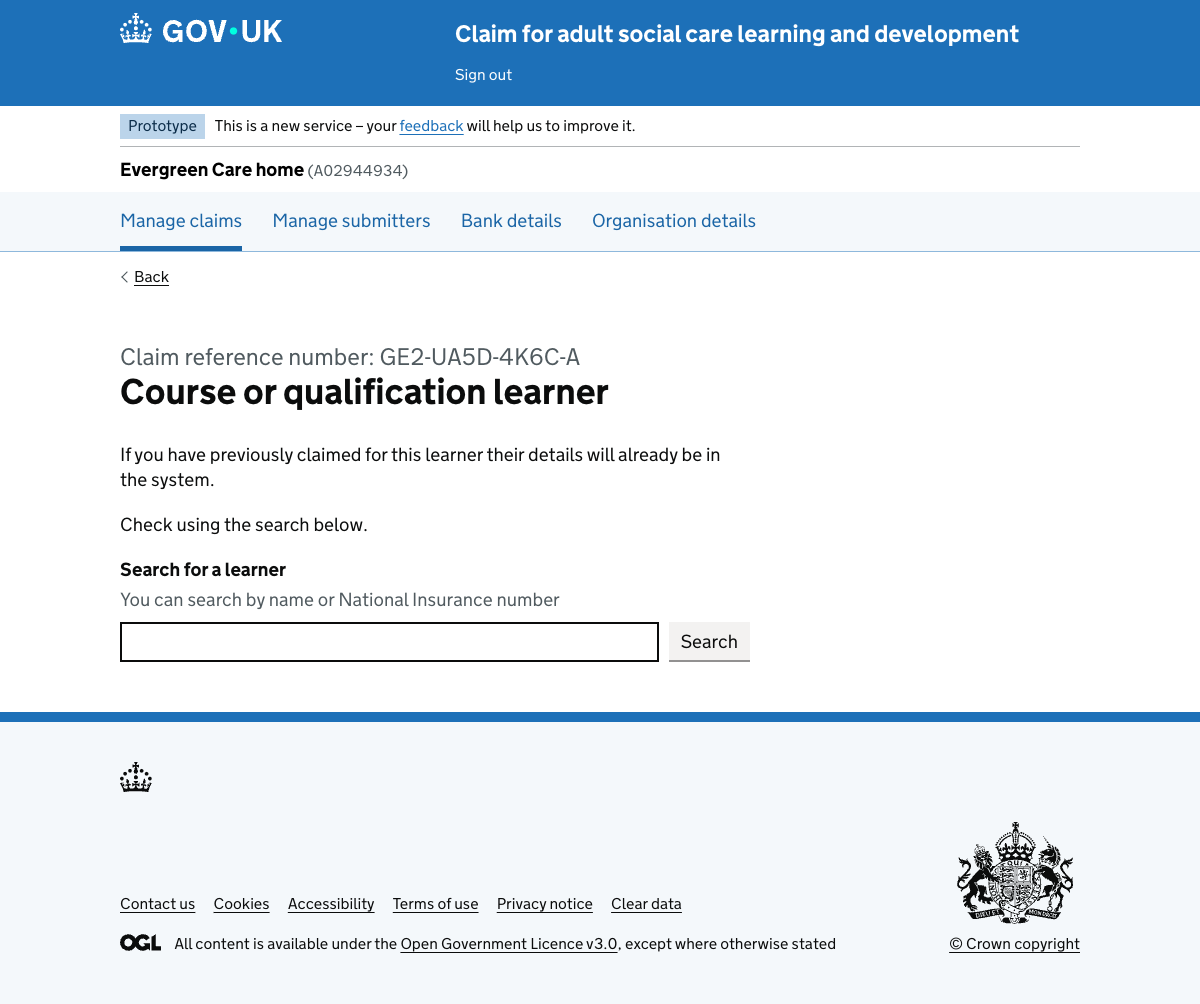 GOV•UK
Claim for adult social care learning and development
Sign out
Prototype This is a new service – your feedback will help us to improve it.
Evergreen Care home (A02944934)
Manage claims Manage submitters Bank details Organisation details
Back
Claim reference number: GE2-UA5D-4K6C-A
Course or qualification learner
If you have previously claimed for this learner their details will already be in
the system.
Check using the search below.
Search for a learner
You can search by name or National Insurance number
Search
Contact us Cookies Accessibility Terms of use Privacy notice Clear data
OGL All content is available under the Open Government Licence v3.0, except where otherwise stated
© Crown copyright